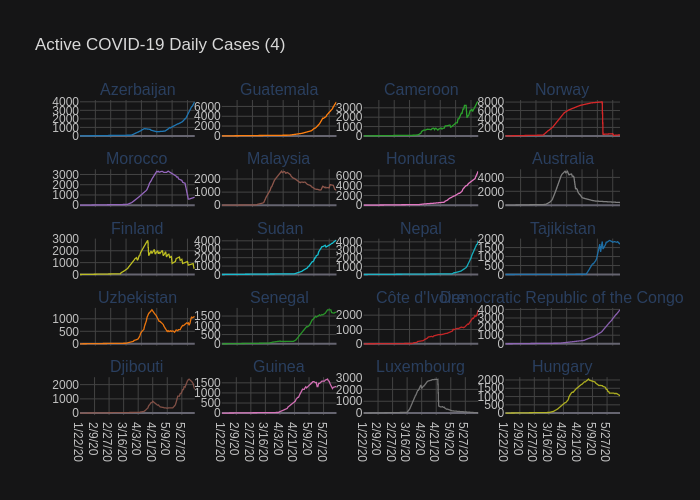 Active COVID-19 Daily Cases (4)
Azerbaijan Guatemala Cameroon Norway
4000 3000 2000 1000 0
6000 4000 2000 0
3000 2000 1000 0
8000 6000 4000 2000 0
Morocco Malaysia Honduras Australia
3000 2000 1000 0
2000 1000 0
6000 4000 2000 0
4000 2000 0
Finland Sudan Nepal Tajikistan
3000 2000 1000 0
4000 3000 2000 1000 0
4000 3000 2000 1000 0
2000 1500 1000 500 0
Uzbekistan Senegal Côte d'Ivoire Democratic Republic of the Congo
1000 500 0
1500 1000 500 0
2000 1000 0
4000 3000 2000 1000 0
Djibouti Guinea Luxembourg Hungary
2000 1000 0
1500 1000 500 0
3000 2000 1000 0
2000 1500 1000 500 0
1/22/20 2/9/20 2/27/20 3/16/20 4/3/20 4/21/20 5/9/20 5/27/20
1/22/20 2/9/20 2/27/20 3/16/20 4/3/20 4/21/20 5/9/20 5/27/20
1/22/20 2/9/20 2/27/20 3/16/20 4/3/20 4/21/20 5/9/20 5/27/20
1/22/20 2/9/20 2/27/20 3/16/20 4/3/20 4/21/20 5/9/20 5/27/20